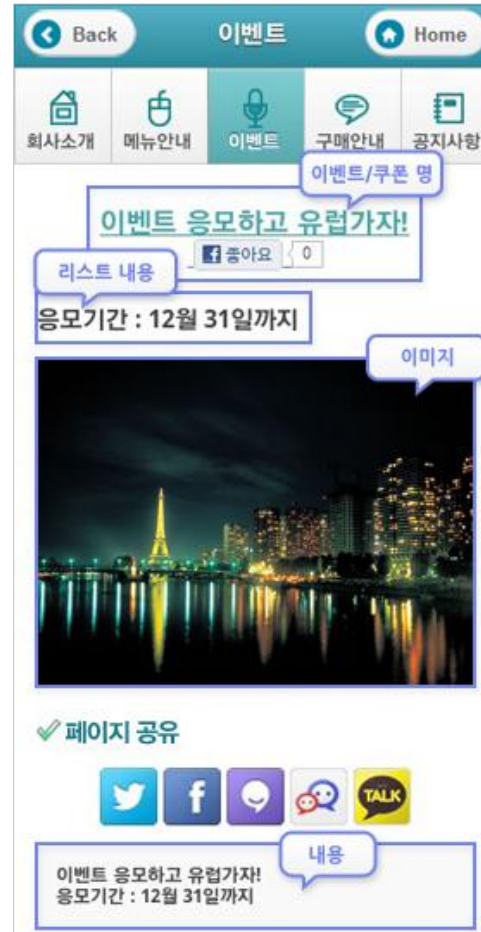 Back 이벤트 Home
회사소개 메뉴안내 이벤트 구매안내 공지사항
이벤트/쿠폰 명
이벤트 응모하고 유럽가자!
좋아요 0
리스트 내용
응모기간 : 12월 31일까지
이미지
페이지 공유
TALK
내용
이벤트 응모하고 유럽가자!
응모기간 : 12월 31일까지